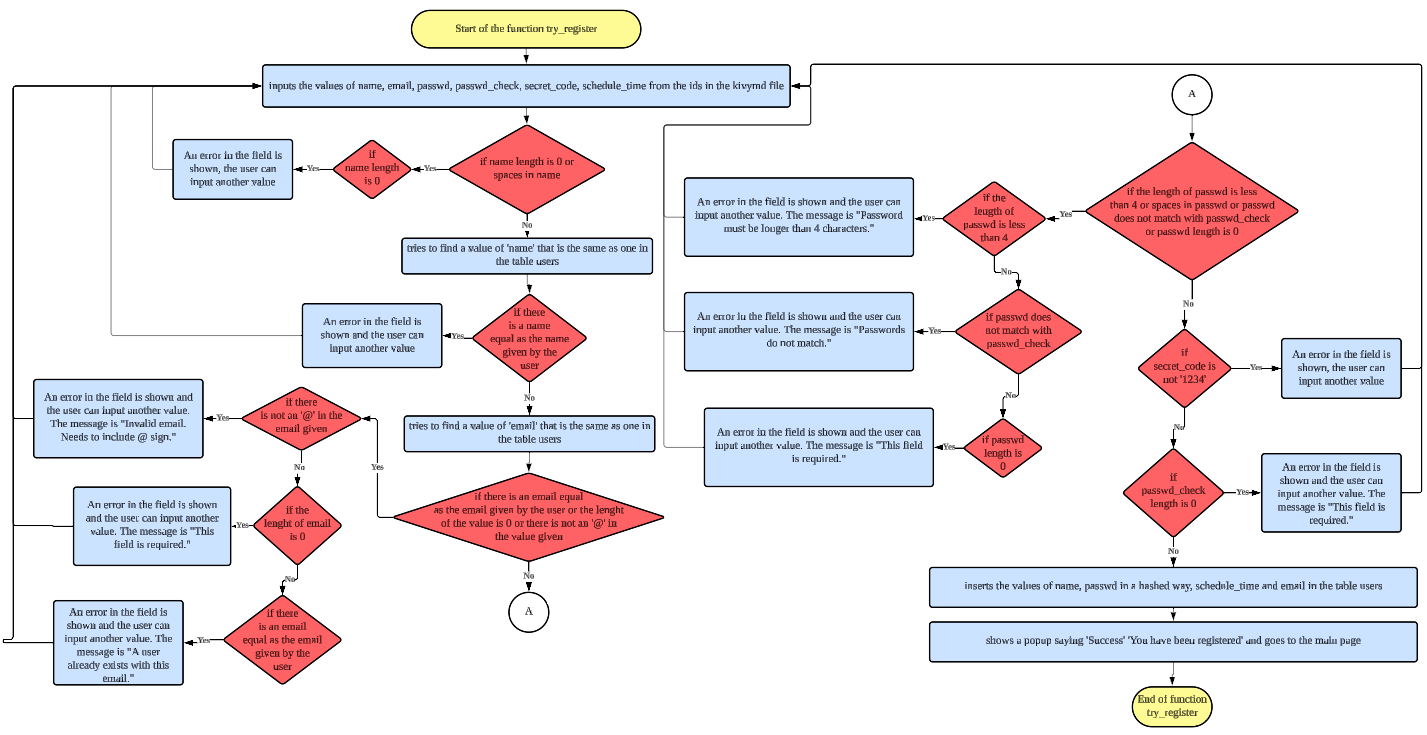 Start of the function try_register
inputs the values of name, email, passwd, passwd_check, secret_code, schedule_time from the ids in the kivymd file
if name length is 0 or
spaces in name
Yes
if
name length
is 0
Yes
An error in the field is
shown, the user can
input another value
No
tries to find a value of 'name' that is the same as one in
the table users
if there
is a name
equal as the name
given by the
user
Yes
An error in the field is
shown and the user can
input another value
No
tries to find a value of 'email' that is the same as one in
the table users
if there is an email equal
as the email given by the user or the lenght
of the value is 0 or there is not an '@' in
the value given
Yes
if there
is not an '@' in the
email given
Yes
An error in the field is shown and
the user can input another value.
The message is "Invalid email.
Needs to include @ sign."
No
if the
lenght of email
is 0
Yes
An error in the field is shown
and the user can input another
value. The message is "This
field is required."
No
if there
is an email
equal as the email
given by the
user
Yes
An error in the field is
shown and the user can
input another value. The
message is "A user
already exists with this
email."
No
A
A
if the length of passwd is less
than 4 or spaces in passwd or passwd
does not match with passwd_check
or passwd length is 0
Yes
if the
length of
passwd is less
than 4
Yes
An error in the field is shown and the user can
input another value. The message is "Password
must be longer than 4 characters."
No
if passwd does
not match with
passwd_check
Yes
An error in the field is shown and the user can
input another value. The message is "Passwords
do not match."
No
if passwd
length is
0
Yes
An error in the field is shown and the user can
input another value. The message is "This field
is required."
No
if
secret_code is
not '1234'
Yes
An error in the field is
shown, the user can
input another value
No
if
passwd_check
length is 0
Yes
An error in the field is
shown and the user can
input another value. The
message is "This field is
required."
No
inserts the values of name, passwd in a hashed way, schedule_time and email in the table users
shows a popup saying 'Success' 'You have been registered' and goes to the main page
End of function
try_register